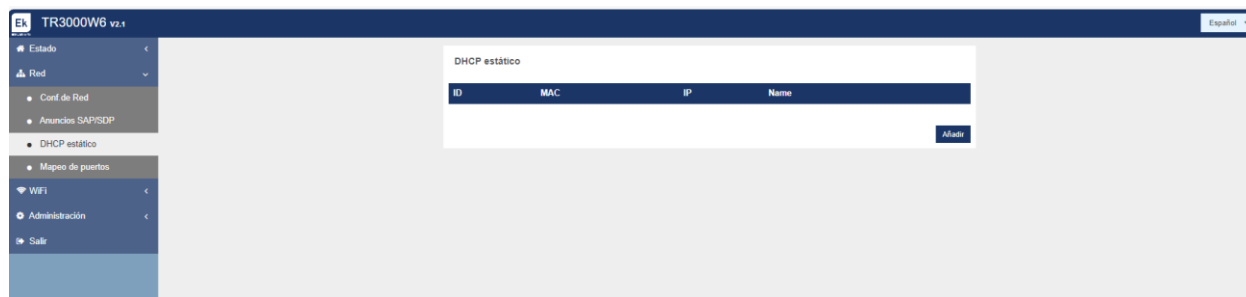 Ek TR3000W6 V2.1
Español
Estado
Red
Conf.de Red
Anuncios SAP/SDP
DHCP estático
Mapeo de puertos
WiFi
Administración
Salir
DHCP estático
ID MAC IP Name
Añadir